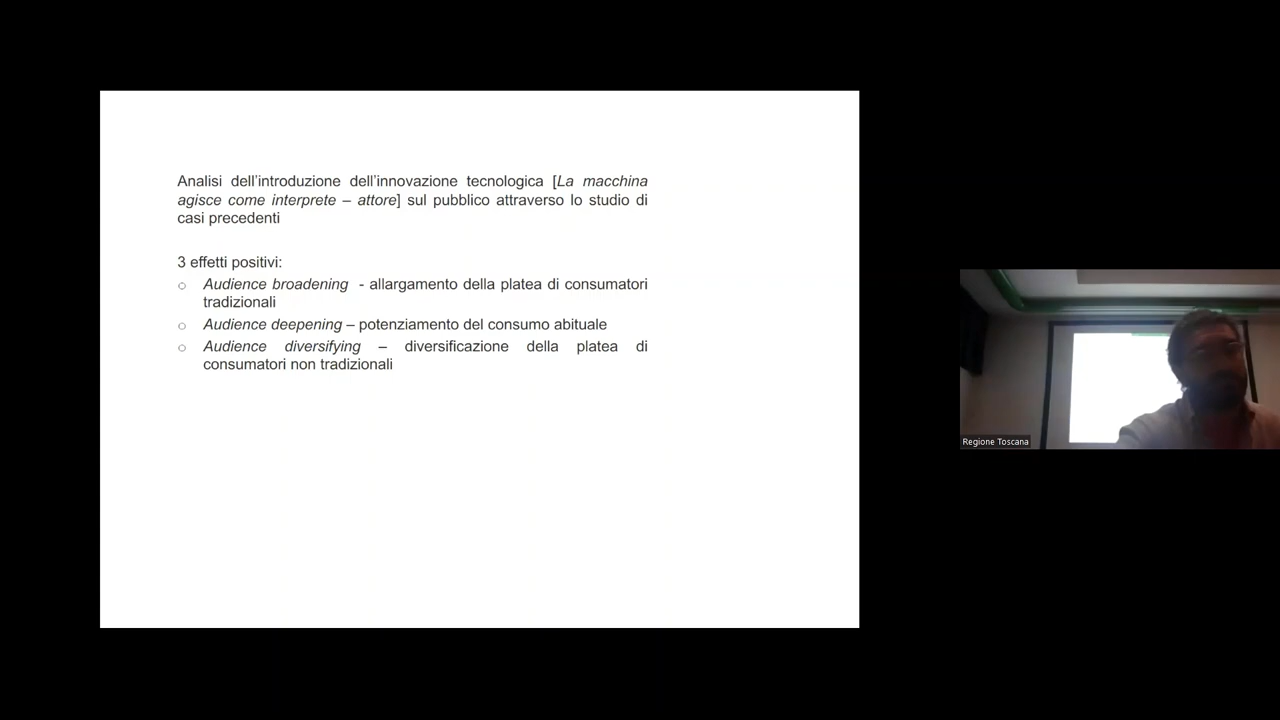 Analisi dell'introduzione dell'innovazione tecnologica [La macchina
agisce come interprete – attore] sul pubblico attraverso lo studio di
casi precedenti
3 effetti positivi:
○ Audience broadening - allargamento della platea di consumatori
tradizionali
○ Audience deepening – potenziamento del consumo abituale
○ Audience diversifying – diversificazione della platea di
consumatori non tradizionali
Regione Toscana